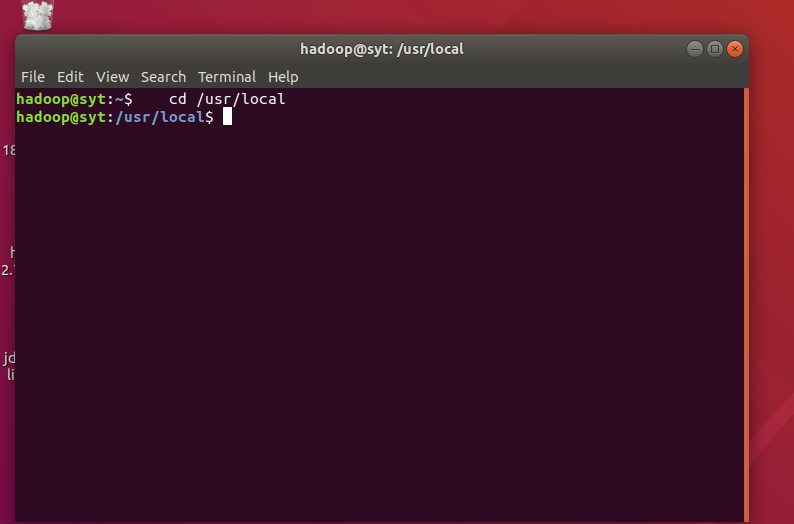 hadoop@syt: /usr/local
File Edit View Search Terminal Help
hadoop@syt:~$    cd /usr/local
hadoop@syt:/usr/local$
18
2.
jd
li